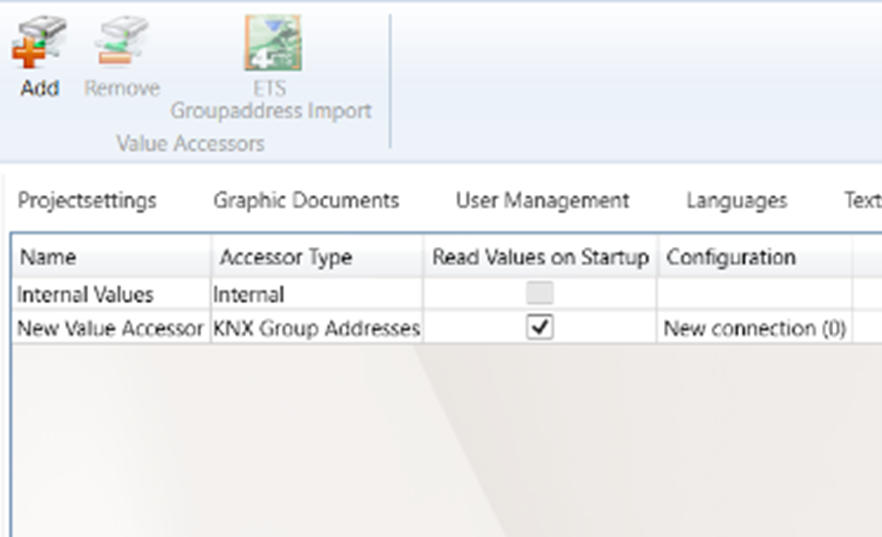 Add
Remove
4
ETS
Groupaddress Import
Value Accessors
Projectsettings Graphic Documents User Management Languages Text
Name Accessor Type Read Values on Startup Configuration
Internal Values Internal
New Value Accessor KNX Group Addresses New connection (0)